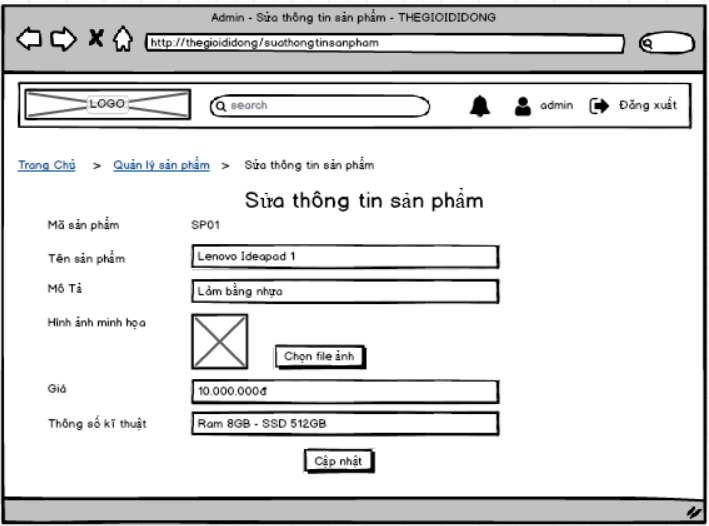 Admin - Sửa thông tin sản phẩm - THEGIOIDIDONG
http://thegioididong/suathongtinsanpham
LOGO search admin Đăng xuất
Trang Chủ > Quản lý sản phẩm > Sửa thông tin sản phẩm
Sửa thông tin sản phẩm
Mã sản phẩm SP01
Tên sản phẩm Lenovo Ideapad 1
Mô Tả Làm bằng nhựa
Hình ảnh minh họa
Chọn file ảnh
Giá 10.000.000đ
Thông số kĩ thuật Ram 8GB - SSD 512GB
Cập nhật